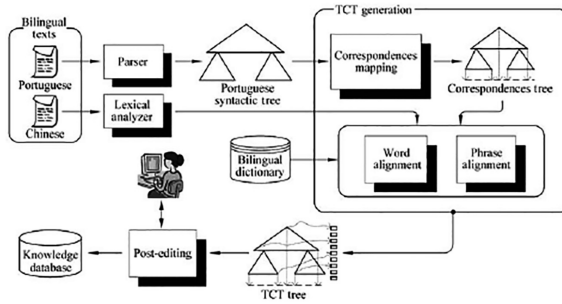 Bilingual
texts
Portuguese
Chinese
Parser
Lexical
analyzer
Portuguese
syntactic tree
TCT generation
Correspondences
mapping
Correspondences tree
Bilingual
dictionary
Word
alignment
Phrase
alignment
Knowledge
database
Post-editing
TCT tree